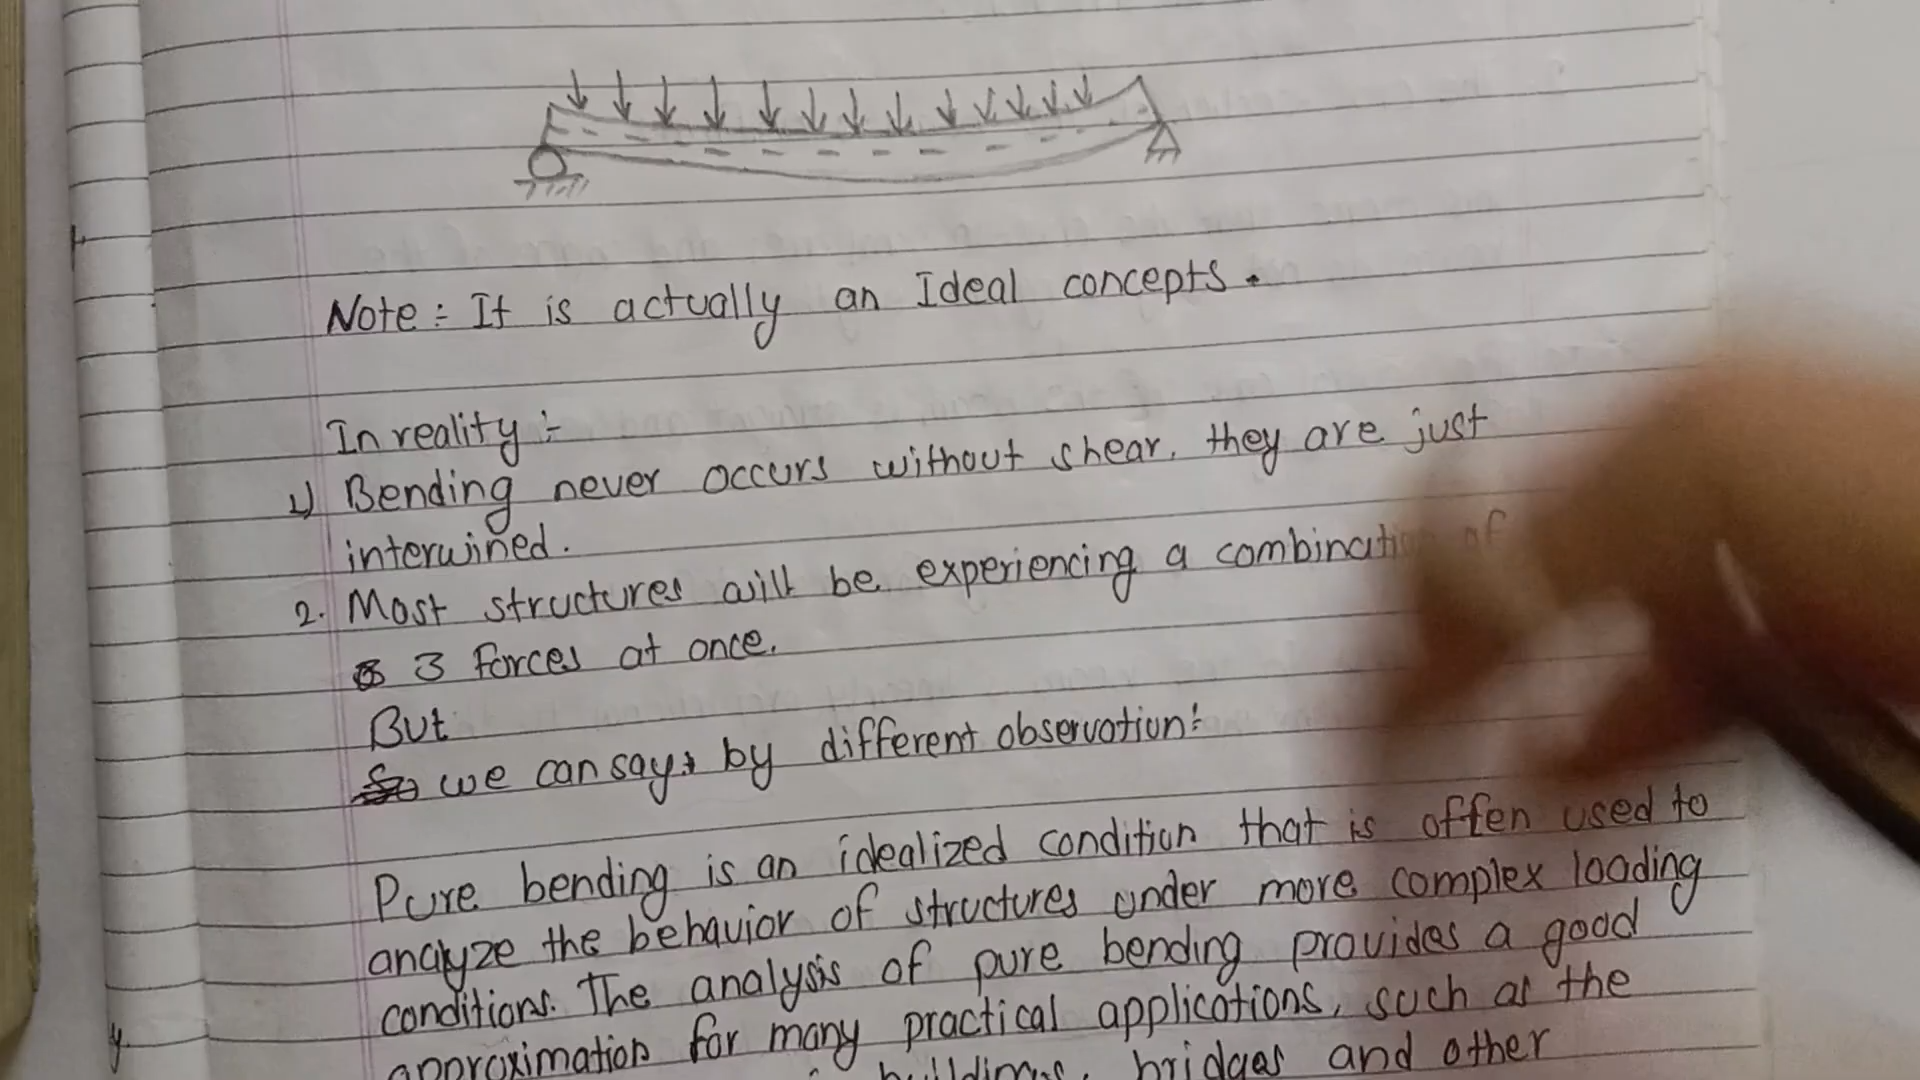 Note:- It is actually an Ideal concepts.
In reality :-
1) Bending never occurs without shear, they are just
interwined.
2. Most structures will be experiencing a combination of
3 forces at once.
But
we can say, by different observation:
Pure bending is an idealized condition that is often used to
analyze the behavior of structures under more complex loading
conditions. The analysis of pure bending provides a good
approximation for many practical applications, such as the
buildings, bridges and other